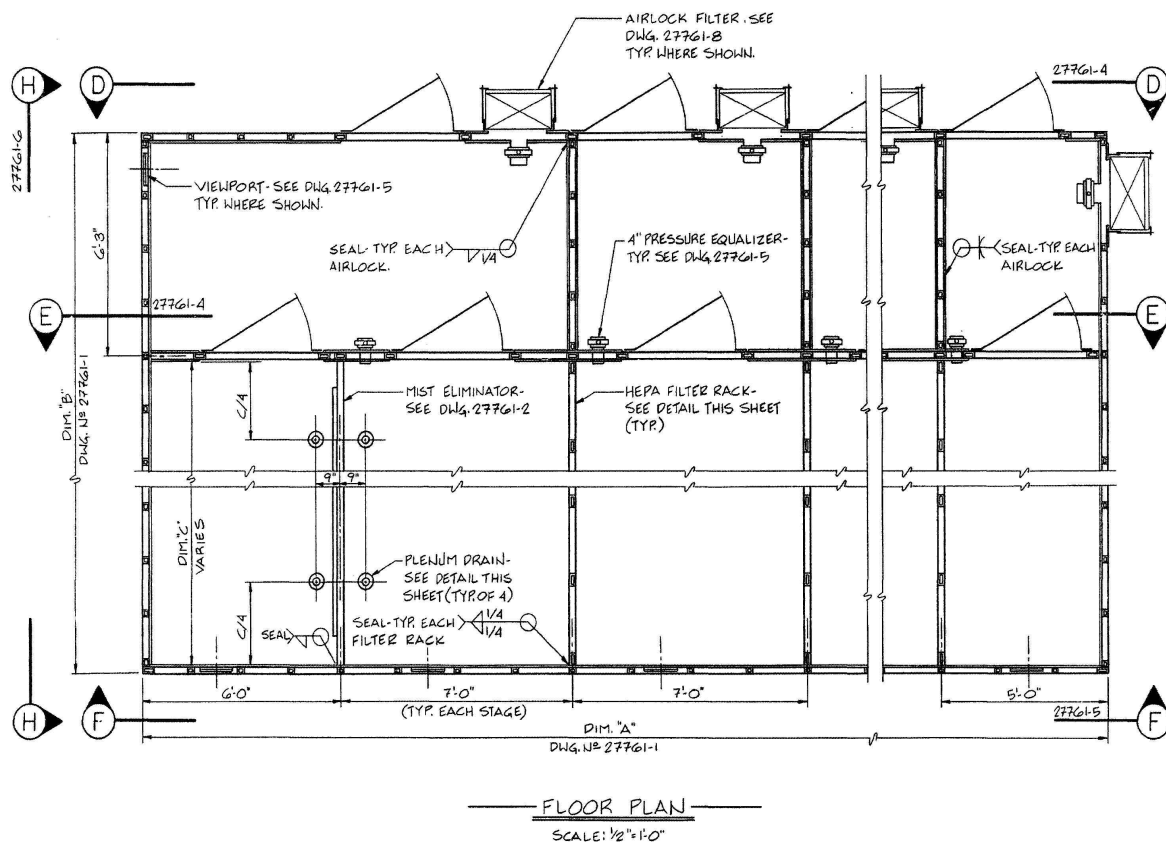 AIRLOCK FILTER. SEE
DWG. 27761-8
TYP. WHERE SHOWN.
H
D
27761-4
D
27761-6
VIEWPORT- SEE DWG. 27761-5
TYP. WHERE SHOWN.
6'-3"
SEAL- TYP. EACH
AIRLOCK.
1/4
4" PRESSURE EQUALIZER-
TYP. SEE DWG. 27761-5
SEAL-TYP. EACH
AIRLOCK
E
27761-4
E
DIM. "B"
DWG. Nº 27761-1
C/4
MIST ELIMINATOR-
SEE DWG. 27761-2
HEPA FILTER RACK-
SEE DETAIL THIS SHEET
(TYP.)
9"
9"
DIM. "C"
VARIES
PLENUM DRAIN-
SEE DETAIL THIS
SHEET (TYP. OF 4)
C/4
SEAL
SEAL-TYP. EACH
FILTER RACK
1/4
1/4
6'-0"
7'-0"
(TYP. EACH STAGE)
7'-0"
5'-0"
H
F
27761-5
F
DIM. "A"
DWG. Nº 27761-1
FLOOR PLAN
SCALE: 1/2"=1'-0"